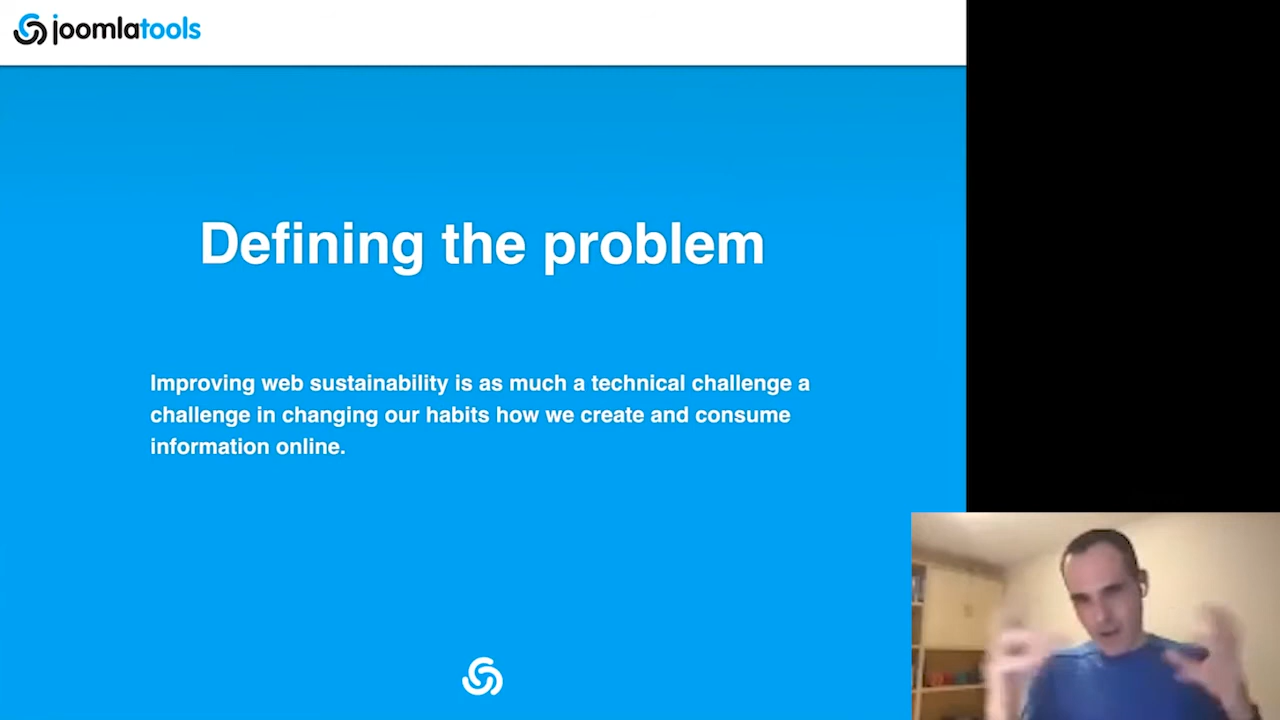 joomlatools
Defining the problem
Improving web sustainability is as much a technical challenge a
challenge in changing our habits how we create and consume
information online.